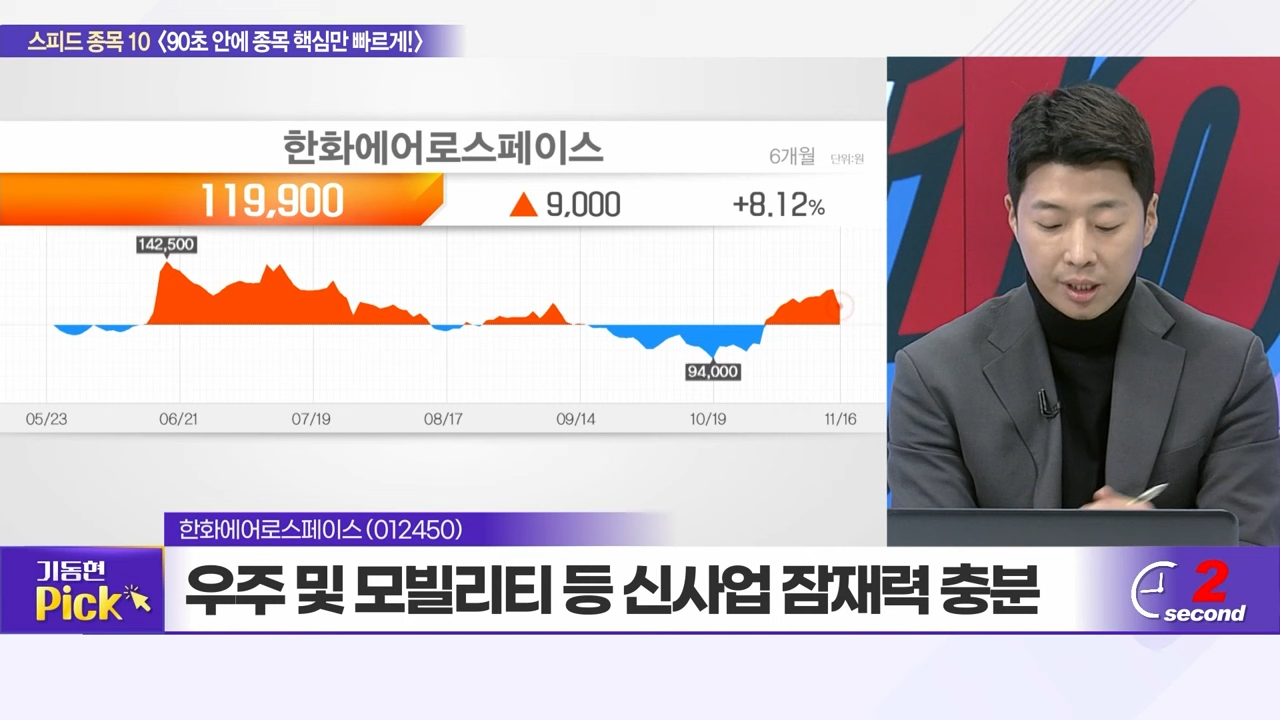 스피드 종목 10 〈90초 안에 종목 핵심만 빠르게!〉
한화에어로스페이스
6개월 단위:원
119,900 ▲ 9,000 +8.12%
142,500
94,000
05/23 06/21 07/19 08/17 09/14 10/19 11/16
한화에어로스페이스 (012450)
기동현
Pick
우주 및 모빌리티 등 신사업 잠재력 충분
2
second